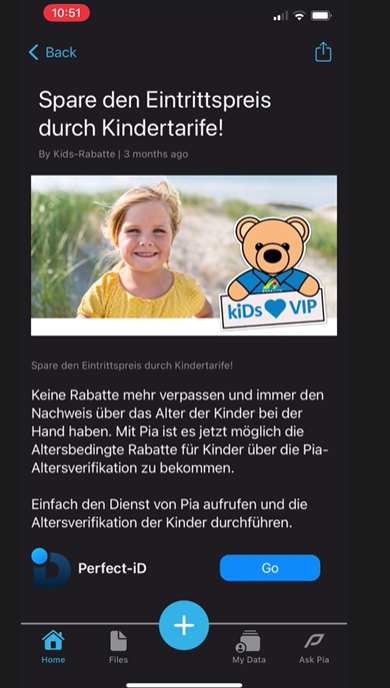 10:51
Back
Spare den Eintrittspreis
durch Kindertarife!
By Kids-Rabatte | 3 months ago
kiDs VIP
Spare den Eintrittspreis durch Kindertarife!
Keine Rabatte mehr verpassen und immer den
Nachweis über das Alter der Kinder bei der
Hand haben. Mit Pia ist es jetzt möglich die
Altersbedingte Rabatte für Kinder über die Pia-
Altersverifikation zu bekommen.
Einfach den Dienst von Pia aufrufen und die
Altersverifikation der Kinder durchführen.
iD Perfect-iD Go
Home Files My Data Ask Pia